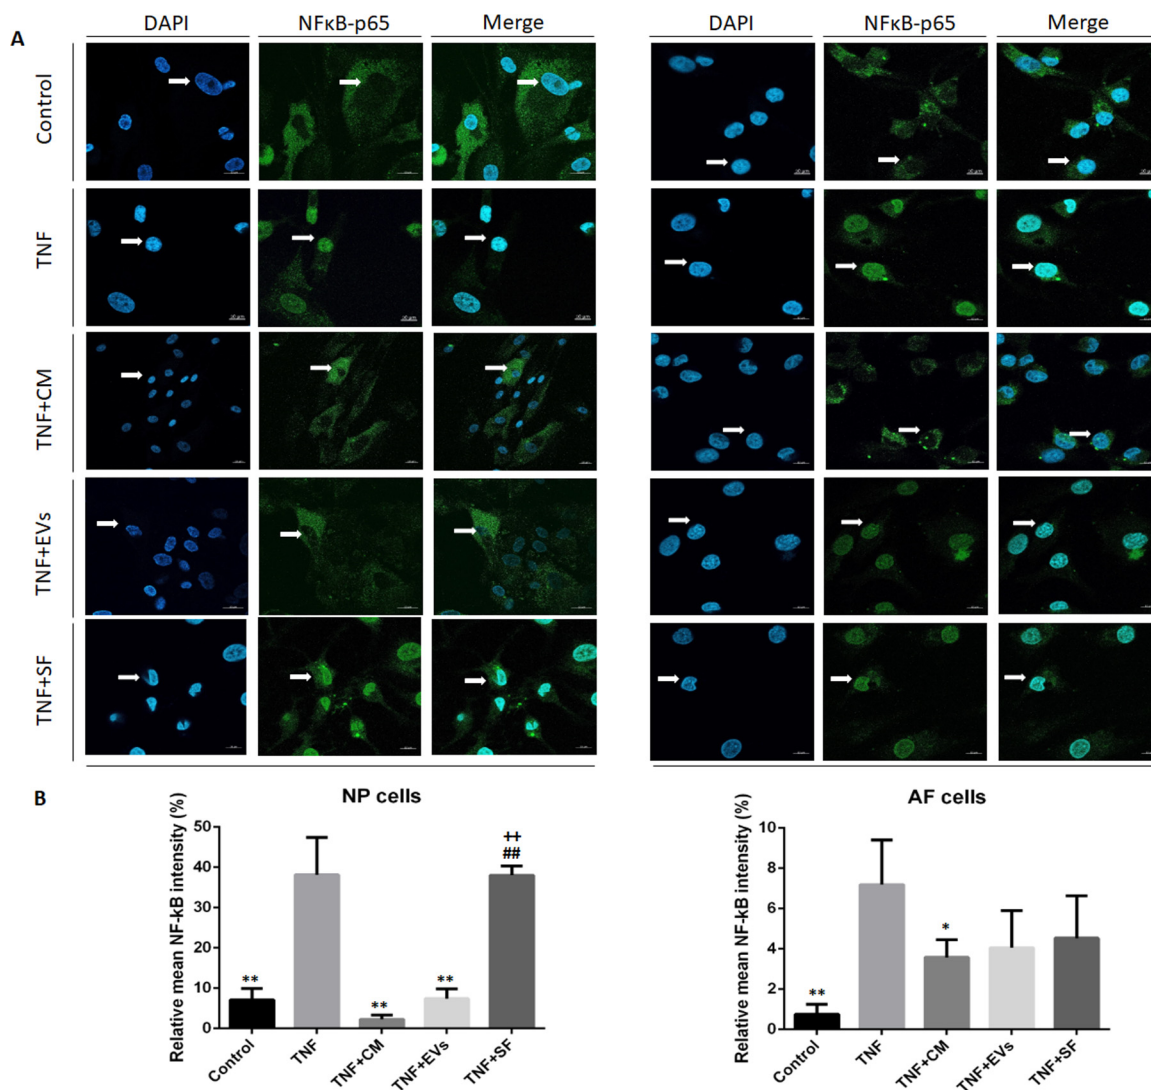 A
DAPI NFκB-p65 Merge DAPI NFκB-p65 Merge
Control
TNF
TNF+CM
TNF+EVs
TNF+SF
B
NP cells
Relative mean NF-kB intensity (%)
50
40
30
20
10
0
** ** ** ++
##
Control TNF TNF+CM TNF+EVs TNF+SF
AF cells
Relative mean NF-kB intensity (%)
10
8
6
4
2
0
** *
Control TNF TNF+CM TNF+EVs TNF+SF